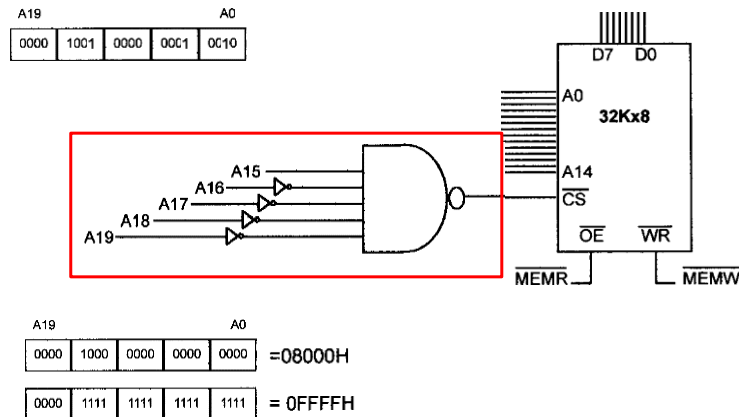 A19 A0
0000 1001 0000 0001 0010
D7 D0
A0
32Kx8
A15
A16
A17
A18
A19
A14
CS
OE WR
MEMR MEMW
A19 A0
0000 1000 0000 0000 0000 =08000H
0000 1111 1111 1111 1111 = 0FFFFH